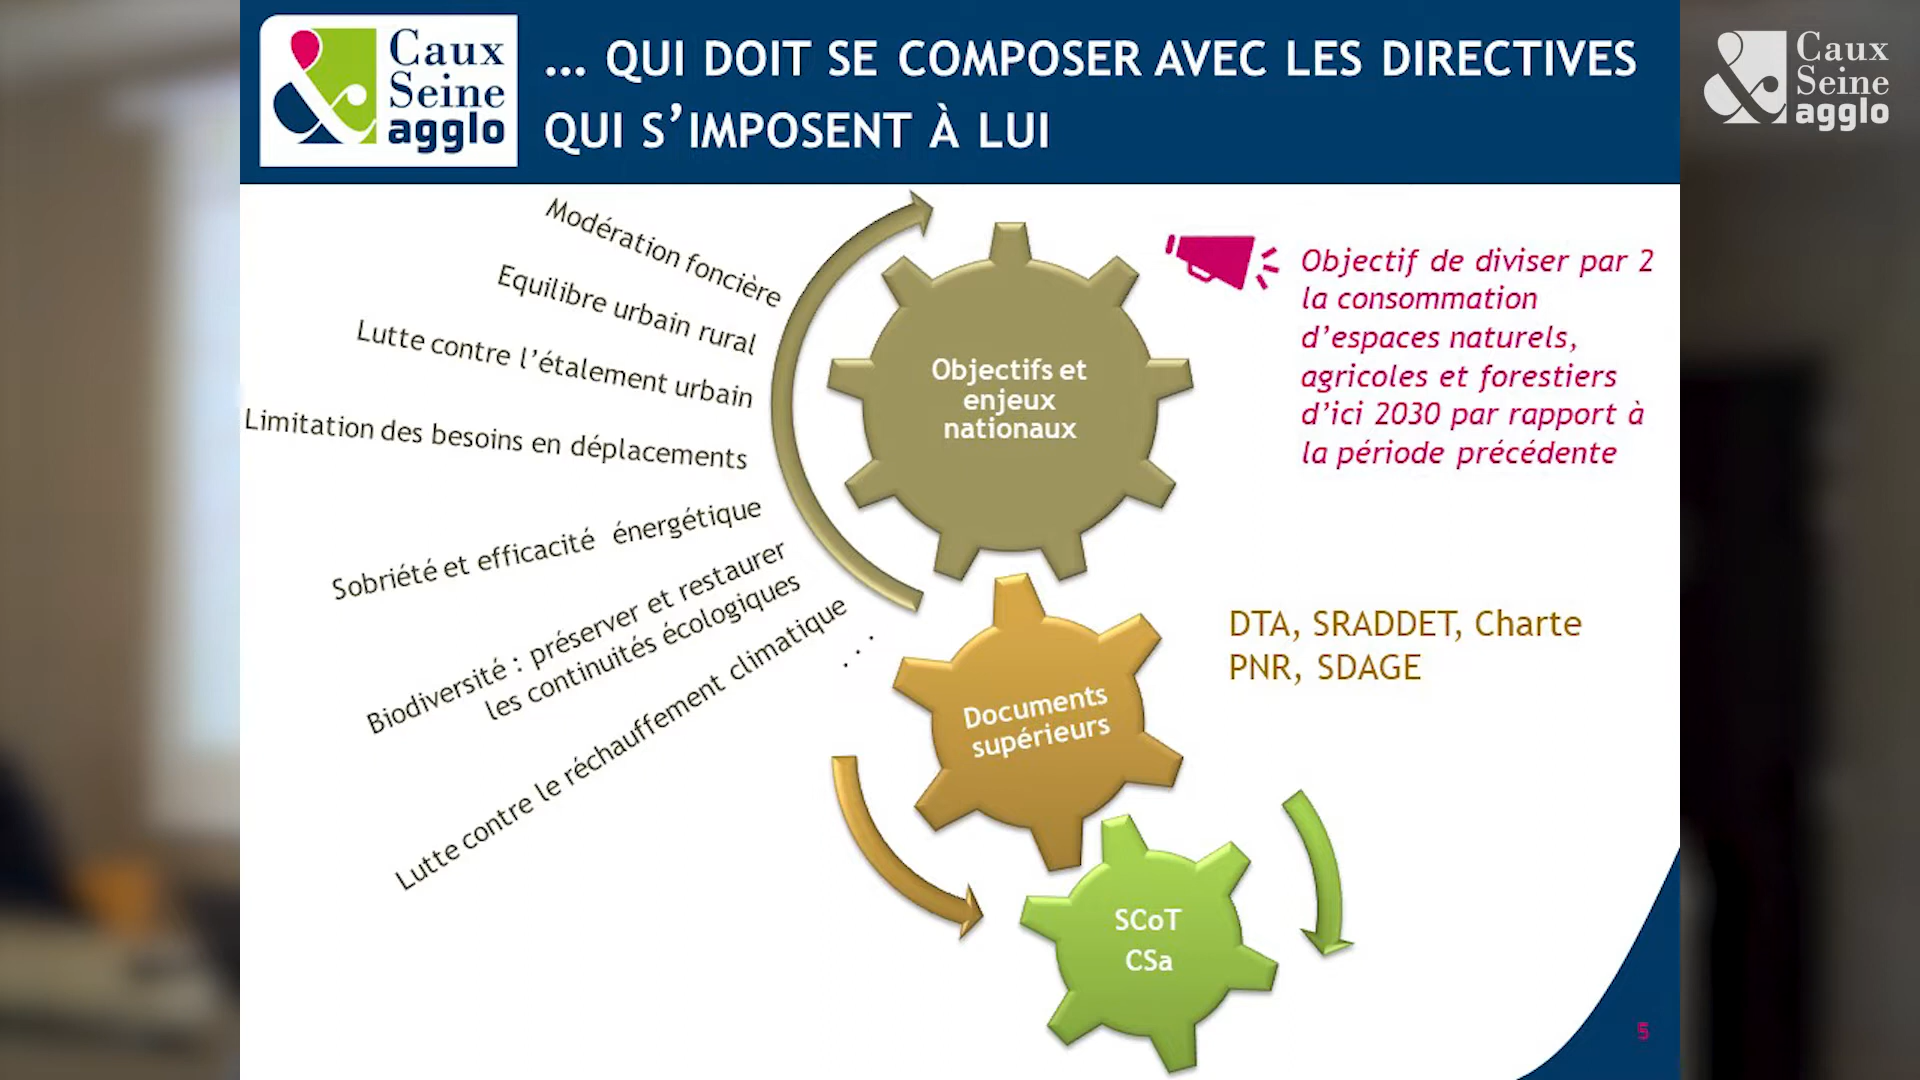 Caux
Seine
agglo
... QUI DOIT SE COMPOSER AVEC LES DIRECTIVES
QUI S’IMPOSENT À LUI
Caux
Seine
agglo
Modération foncière
Equilibre urbain rural
Lutte contre l’étalement urbain
Limitation des besoins en déplacements
Sobriété et efficacité énergétique
Biodiversité : préserver et restaurer
les continuités écologiques
Lutte contre le réchauffement climatique
...
Objectifs et
enjeux
nationaux
Objectif de diviser par 2
la consommation
d’espaces naturels,
agricoles et forestiers
d’ici 2030 par rapport à
la période précédente
Documents
supérieurs
DTA, SRADDET, Charte
PNR, SDAGE
SCoT
CSa
5